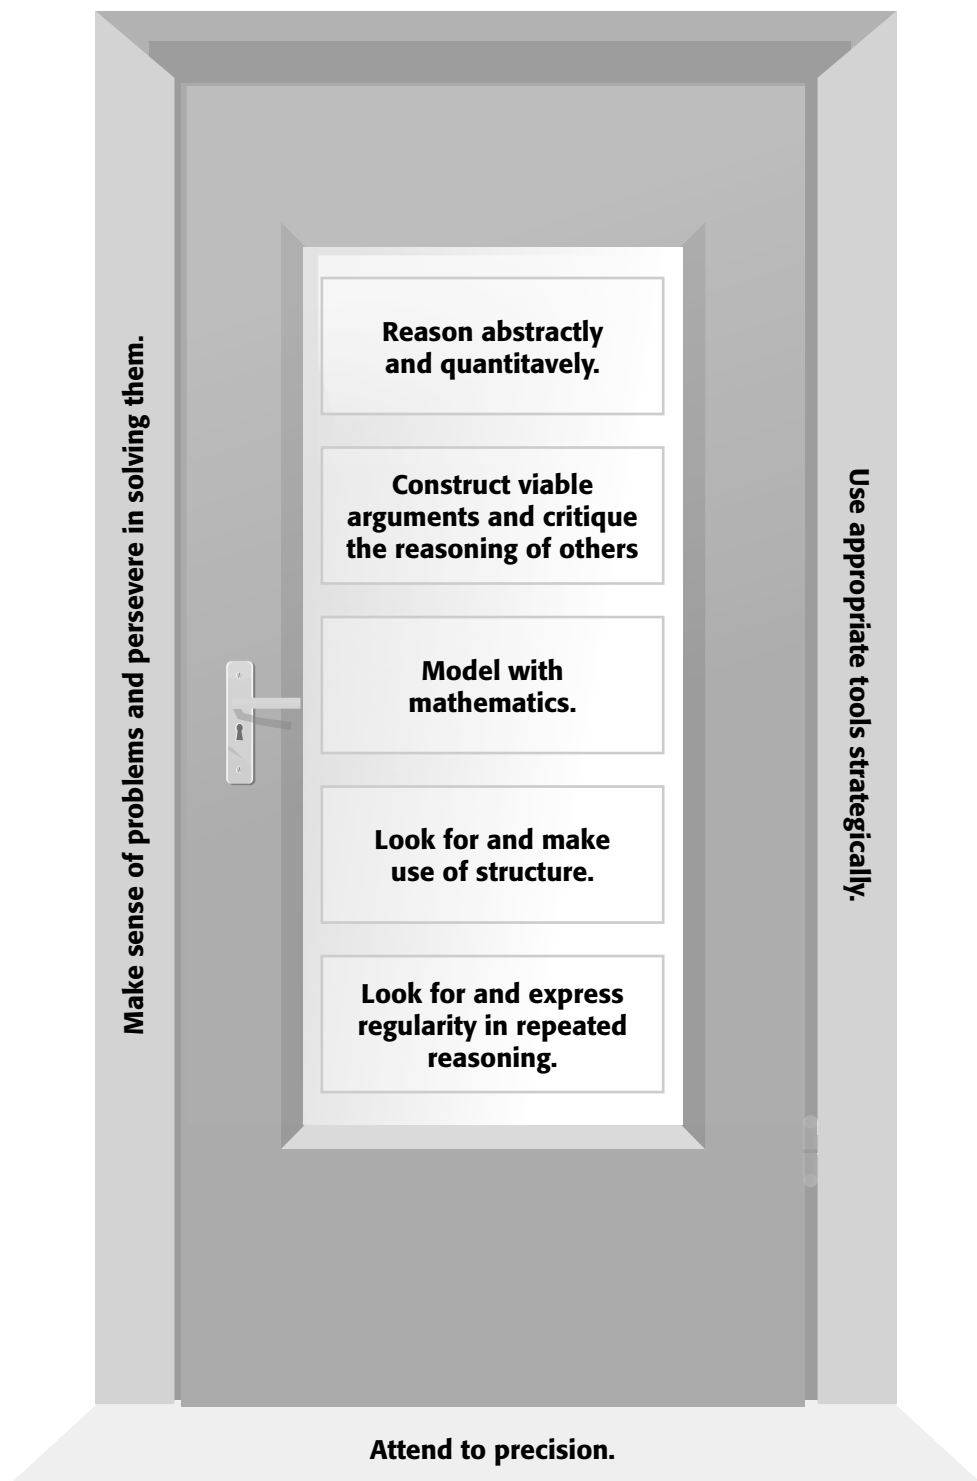 Make sense of problems and persevere in solving them.
Reason abstractly
and quantitavely.
Construct viable
arguments and critique
the reasoning of others
Model with
mathematics.
Look for and make
use of structure.
Look for and express
regularity in repeated
reasoning.
Use appropriate tools strategically.
Attend to precision.